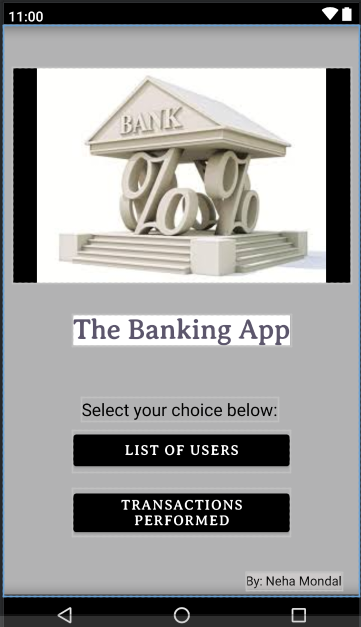 11:00
BANK
The Banking App
Select your choice below:
LIST OF USERS
TRANSACTIONS
PERFORMED
By: Neha Mondal